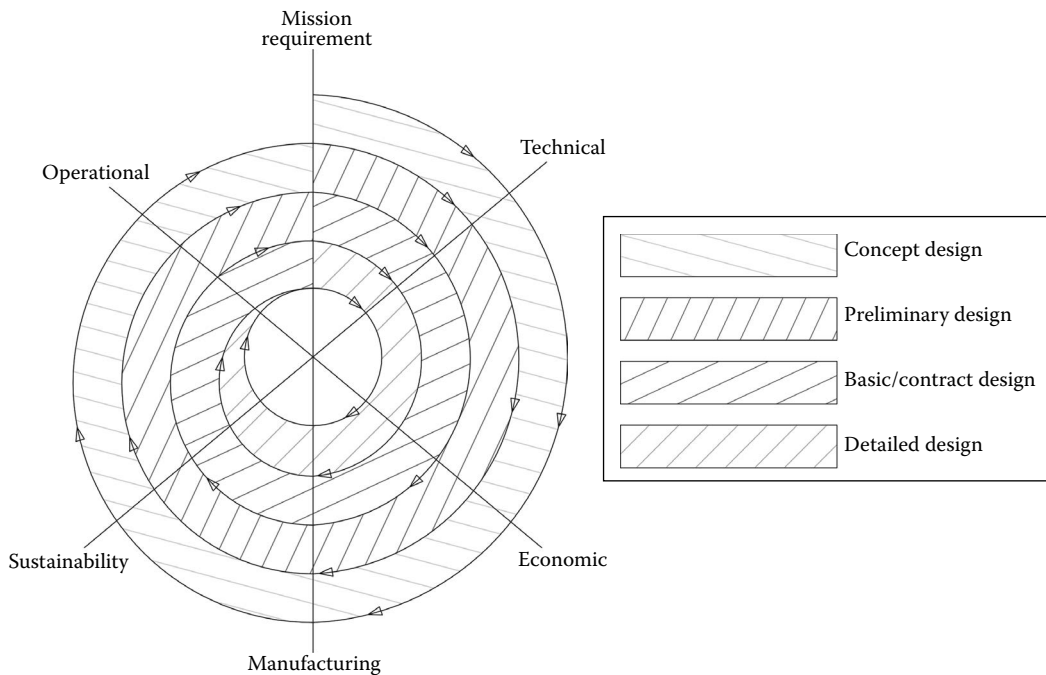 Mission
requirement
Technical
Operational
Concept design
Preliminary design
Basic/contract design
Detailed design
Sustainability
Economic
Manufacturing